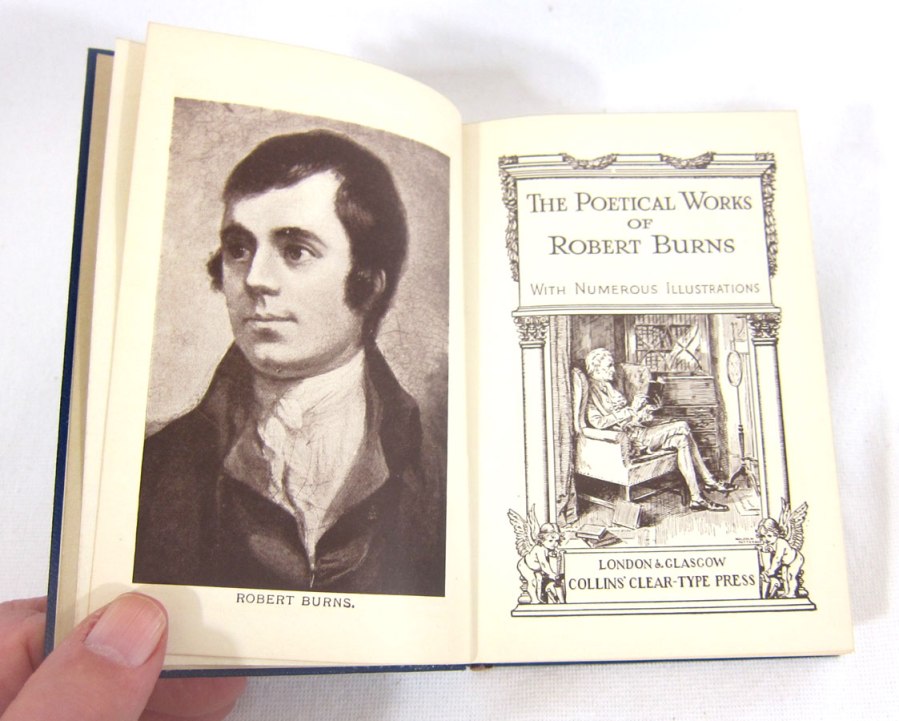 ROBERT BURNS.
THE POETICAL WORKS
OF
ROBERT BURNS
WITH NUMEROUS ILLUSTRATIONS
LONDON & GLASGOW
COLLINS' CLEAR-TYPE PRESS